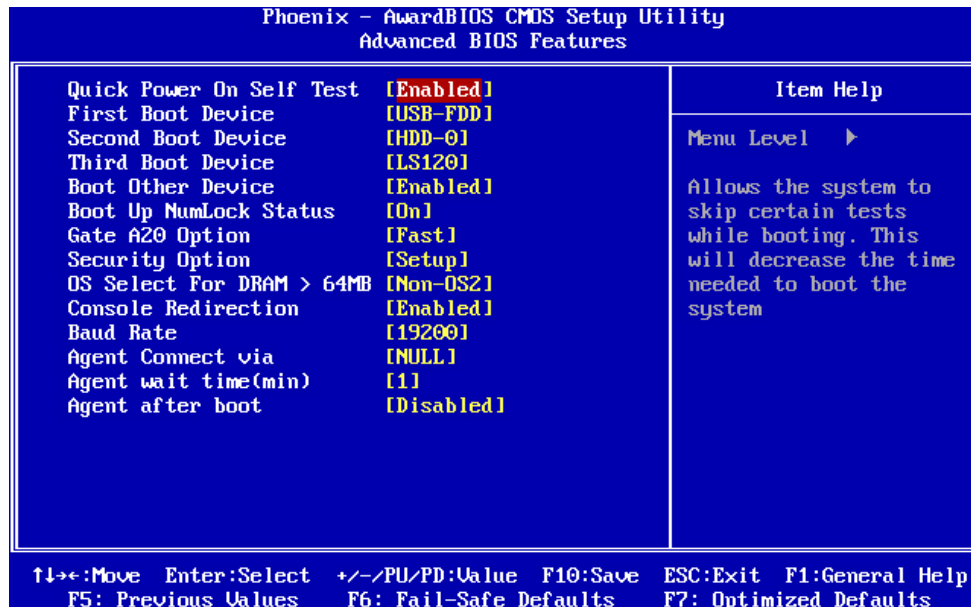 Phoenix - AwardBIOS CMOS Setup Utility
Advanced BIOS Features
Quick Power On Self Test [Enabled]
First Boot Device [USB-FDD]
Second Boot Device [HDD-0]
Third Boot Device [LS120]
Boot Other Device [Enabled]
Boot Up NumLock Status [On]
Gate A20 Option [Fast]
Security Option [Setup]
OS Select For DRAM > 64MB [Non-OS2]
Console Redirection [Enabled]
Baud Rate [19200]
Agent Connect via [NULL]
Agent wait time(min) [1]
Agent after boot [Disabled]
Item Help
Menu Level ▶
Allows the system to
skip certain tests
while booting. This
will decrease the time
needed to boot the
system
↑↓→←:Move Enter:Select +/-/PU/PD:Value F10:Save ESC:Exit F1:General Help
F5: Previous Values F6: Fail-Safe Defaults F7: Optimized Defaults